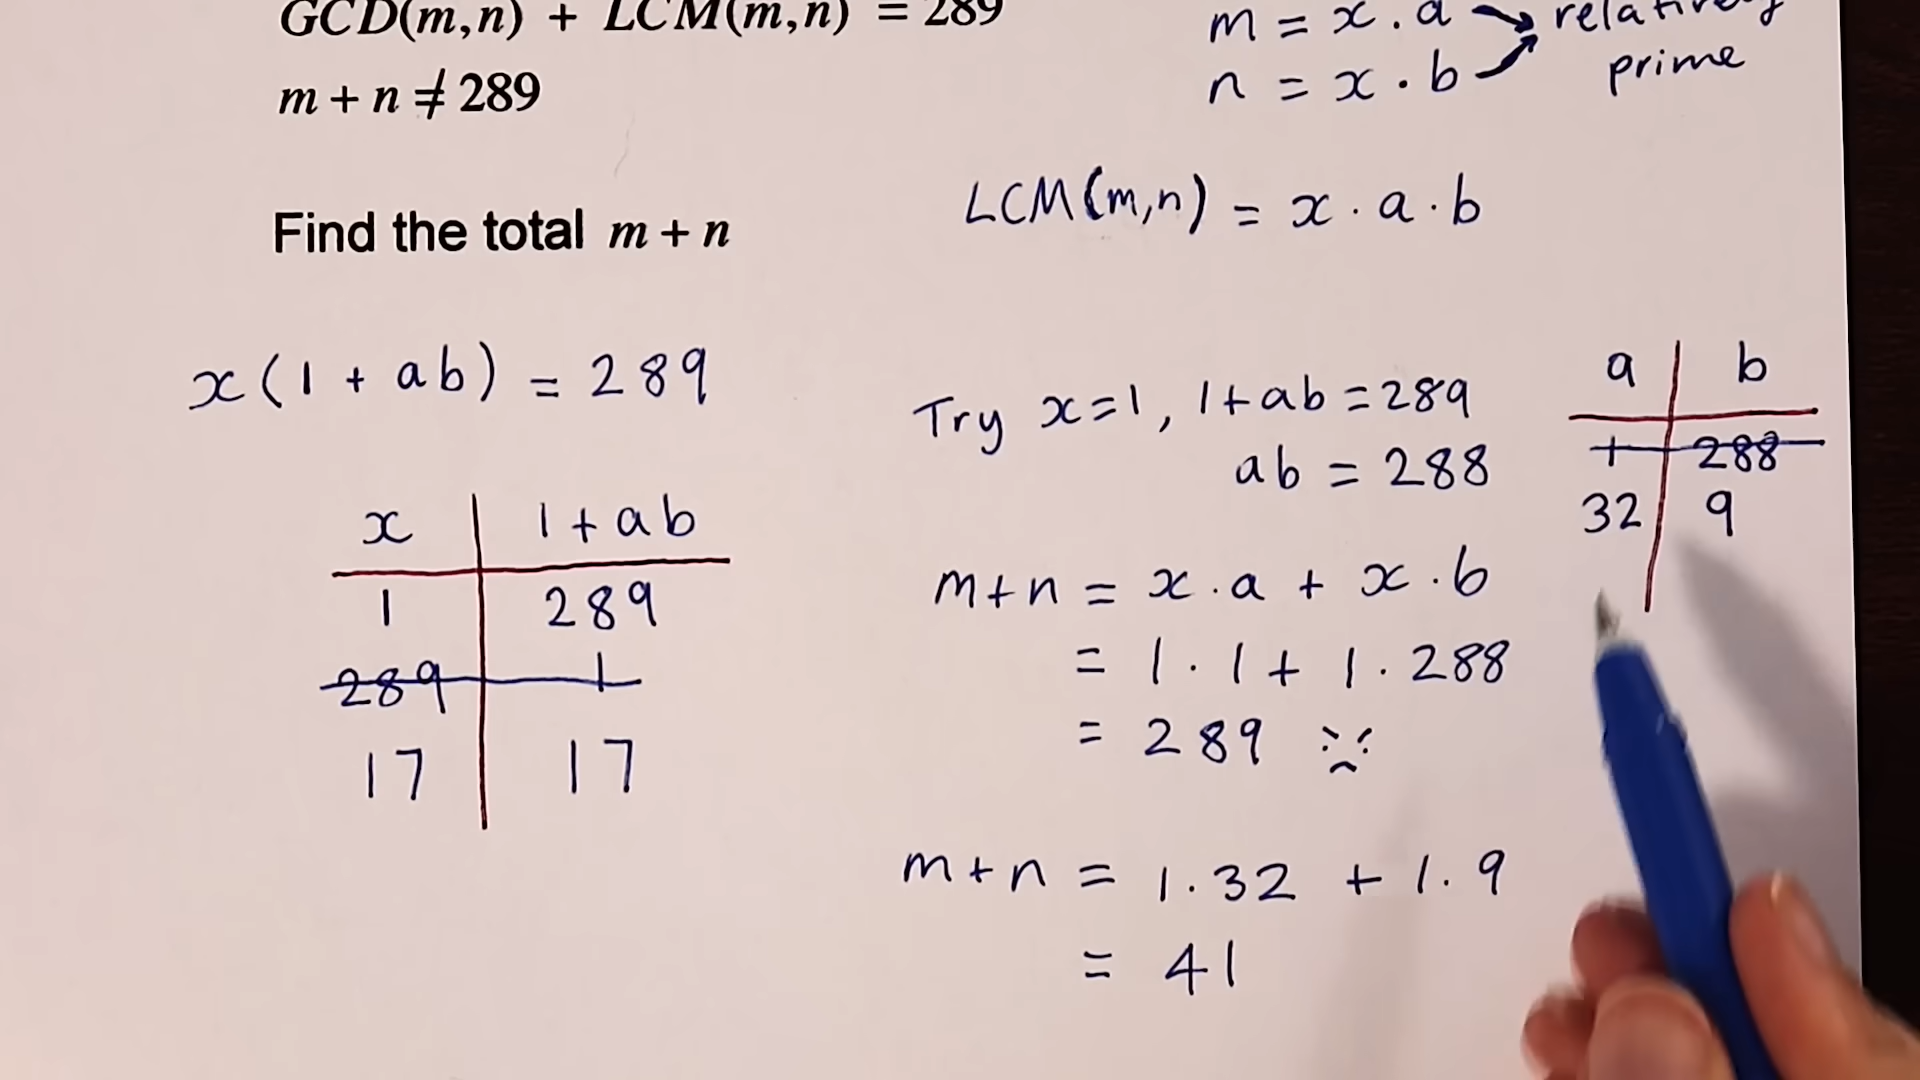 GCD(m,n) + LCM(m,n) = 289
m + n ≠ 289
Find the total m + n
m = x . a
n = x . b
relatively
prime
LCM(m,n) = x . a . b
x(1 + ab) = 289
x | 1 + ab
1 | 289
289 | 1
17 | 17
Try x=1, 1+ab=289
ab = 288
m+n = x . a + x . b
= 1 . 1 + 1 . 288
= 289 :(
m+n = 1.32 + 1.9
= 41
a | b
1 | 288
32 | 9